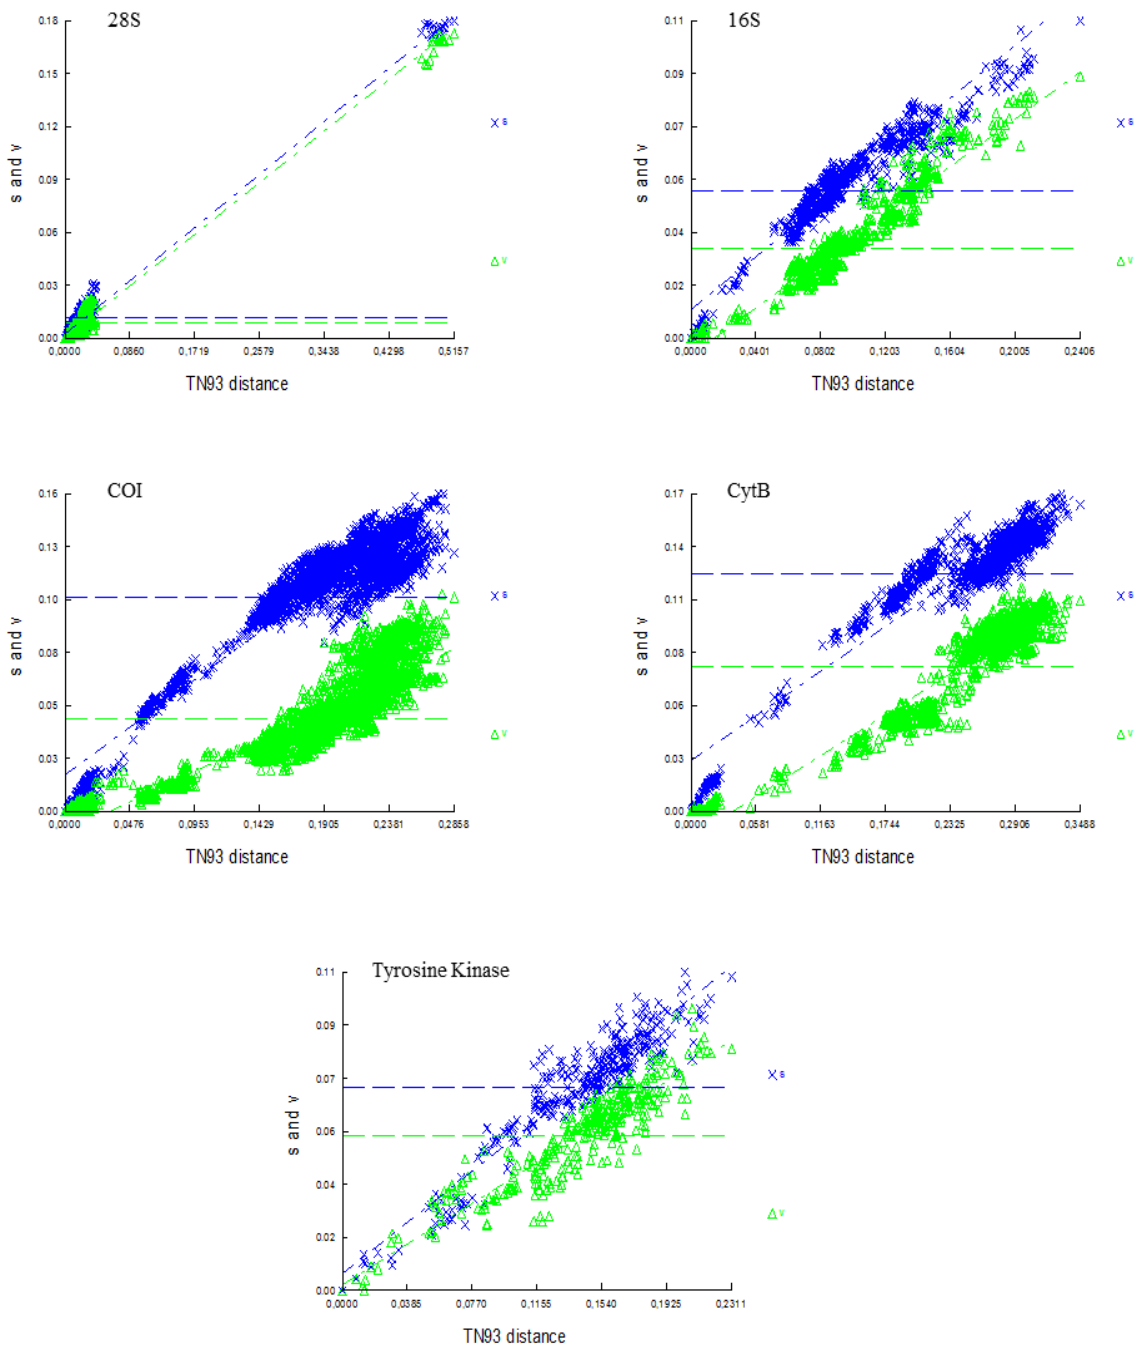 28S
0.18
0.15
0.12
0.09
0.06
0.03
0.00
s and v
0,0000 0,0860 0,1719 0,2579 0,3438 0,4298 0,5157
TN93 distance
s
v
16S
0.11
0.09
0.07
0.06
0.04
0.02
0.00
s and v
0,0000 0,0401 0,0802 0,1203 0,1604 0,2005 0,2406
TN93 distance
s
v
COI
0.16
0.13
0.10
0.08
0.05
0.03
0.00
s and v
0,0000 0,0476 0,0953 0,1429 0,1905 0,2381 0,2858
TN93 distance
s
v
CytB
0.17
0.14
0.11
0.08
0.06
0.03
0.00
s and v
0,0000 0,0581 0,1163 0,1744 0,2325 0,2906 0,3488
TN93 distance
s
v
Tyrosine Kinase
0.11
0.09
0.07
0.06
0.04
0.02
0.00
s and v
0,0000 0,0385 0,0770 0,1155 0,1540 0,1925 0,2311
TN93 distance
s
v